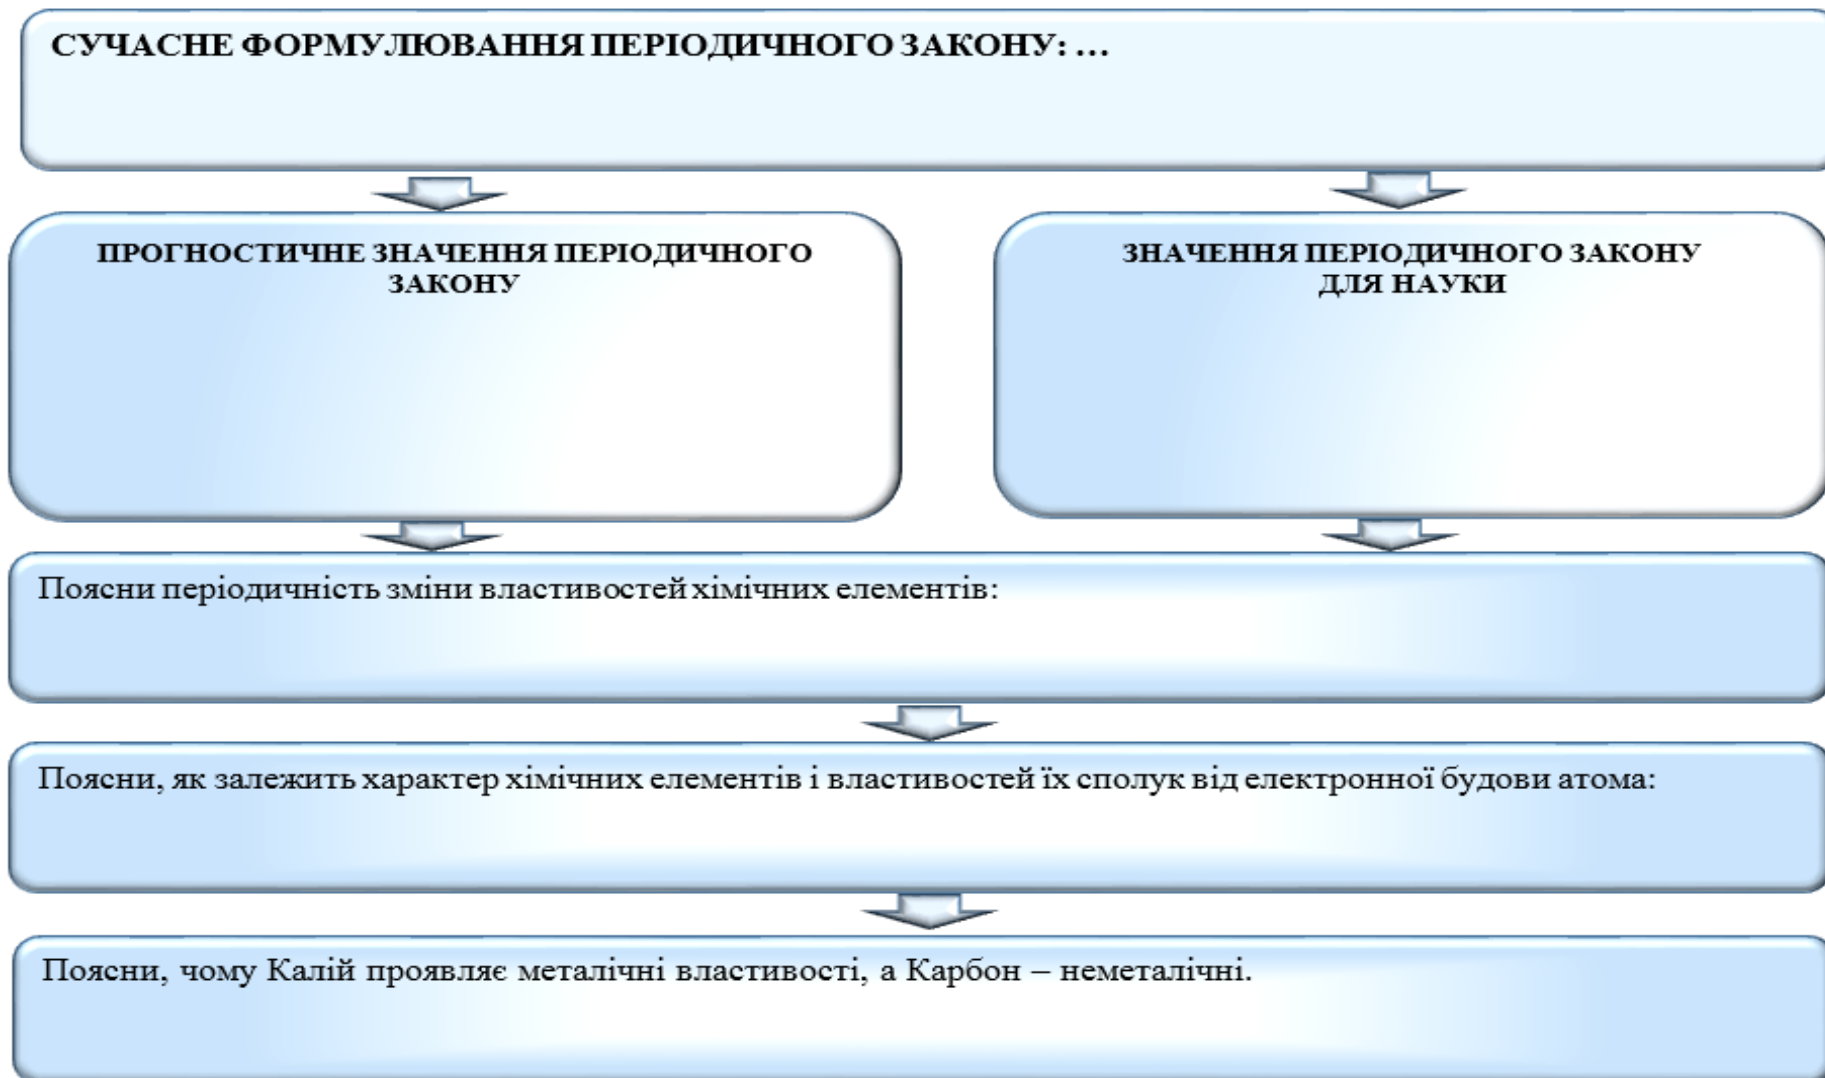 СУЧАСНЕ ФОРМУЛЮВАННЯ ПЕРІОДИЧНОГО ЗАКОНУ: ...
ПРОГНОСТИЧНЕ ЗНАЧЕННЯ ПЕРІОДИЧНОГО
ЗАКОНУ
ЗНАЧЕННЯ ПЕРІОДИЧНОГО ЗАКОНУ
ДЛЯ НАУКИ
Поясни періодичність зміни властивостей хімічних елементів:
Поясни, як залежить характер хімічних елементів і властивостей їх сполук від електронної будови атома:
Поясни, чому Калій проявляє металічні властивості, а Карбон – неметалічні.